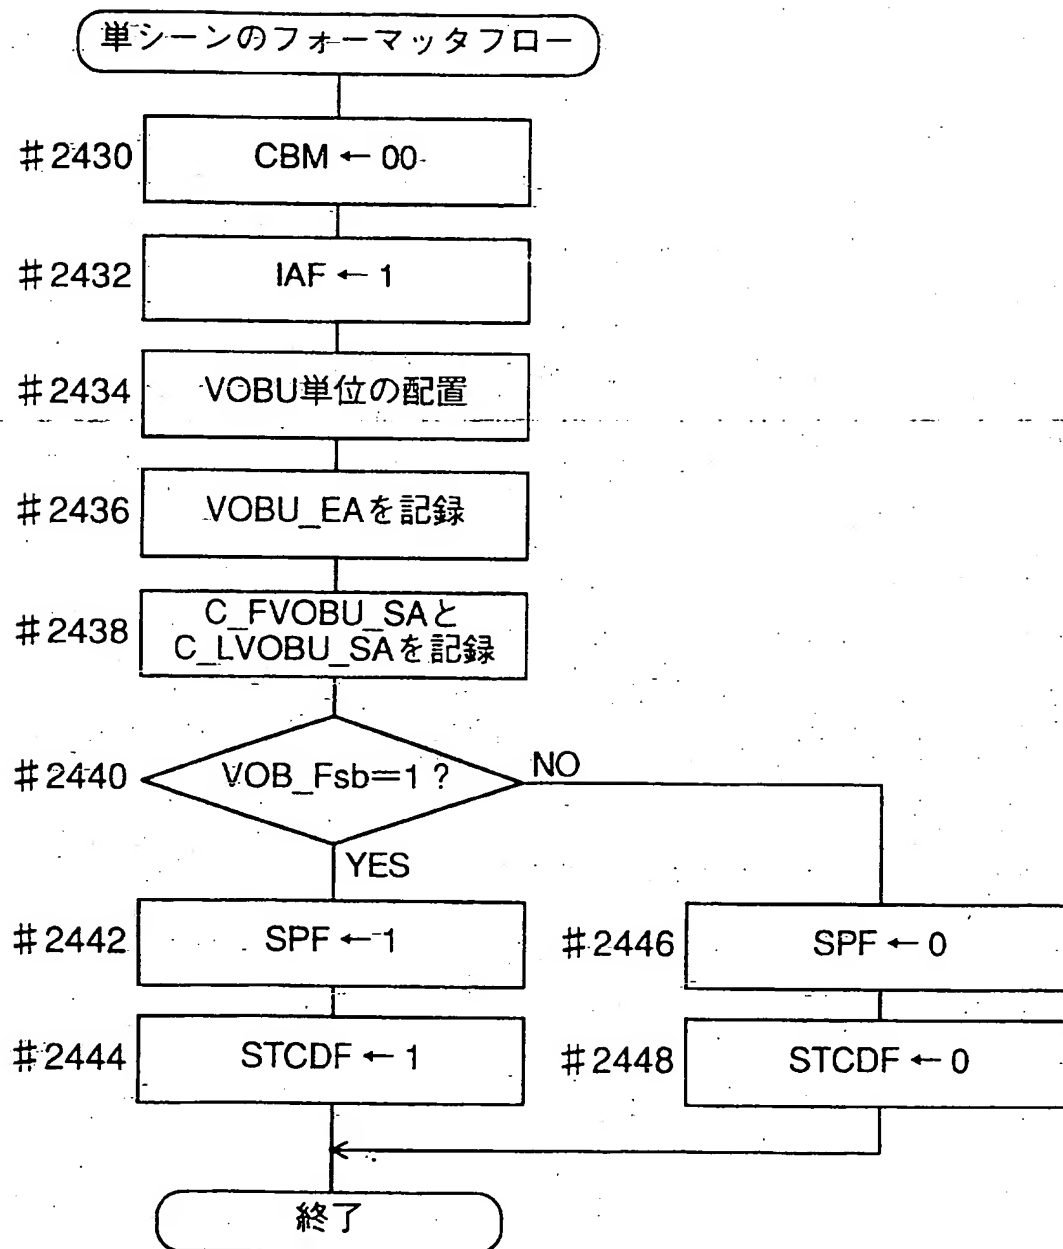 単シーンのフォーマッタフロー
#2430
CBM ← 00
#2432
IAF ← 1
#2434
VOBU単位の配置
#2436
VOBU_EAを記録
#2438
C_FVOBU_SAと
C_LVOBU_SAを記録
#2440
VOB_Fsb=1 ?
NO
YES
#2442
SPF ← 1
#2446
SPF ← 0
#2444
STCDF ← 1
#2448
STCDF ← 0
終了